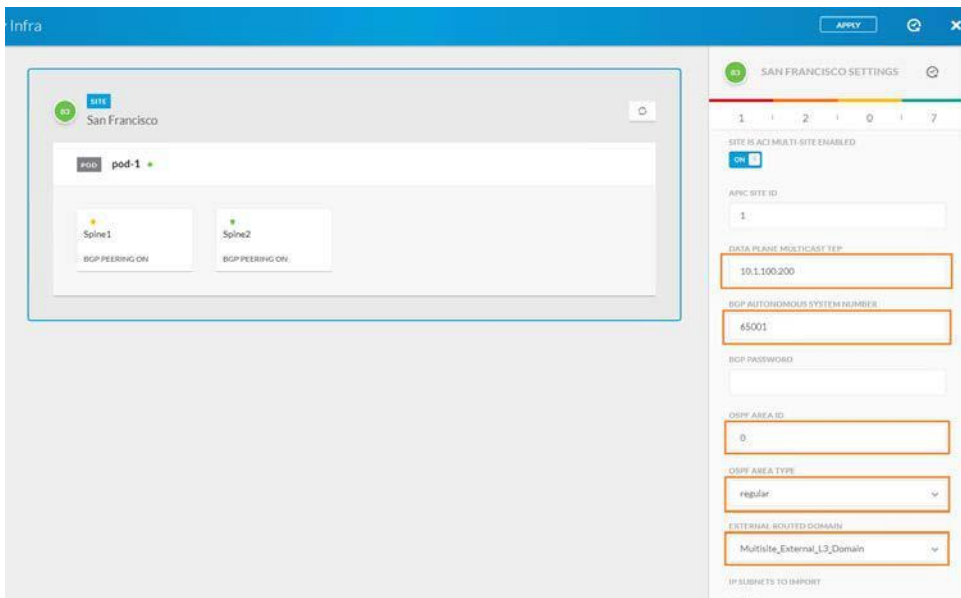 Infra
APPLY
83
SITE
San Francisco
POD pod-1
Spine1
BGP PEERING ON
Spine2
BGP PEERING ON
83 SAN FRANCISCO SETTINGS
1 2 0 7
SITE IS ACI MULTI-SITE ENABLED
ON
APIC SITE ID
1
DATA PLANE MULTICAST TEP
10.1.100.200
BGP AUTONOMOUS SYSTEM NUMBER
65001
BGP PASSWORD
OSPF AREA ID
0
OSPF AREA TYPE
regular
EXTERNAL ROUTED DOMAIN
Multisite_External_L3_Domain
IP SUBNETS TO IMPORT